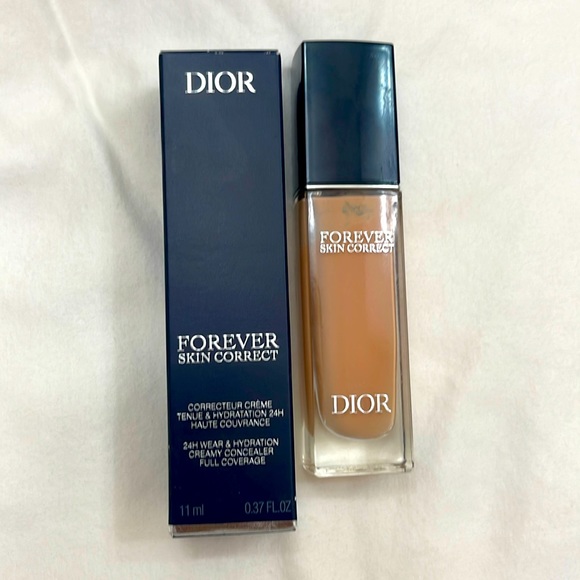 DIOR
FOREVER
SKIN CORRECT
CORRECTEUR CRÈME
TENUE & HYDRATATION 24H
HAUTE COUVRANCE
24H WEAR & HYDRATION
CREAMY CONCEALER
FULL COVERAGE
11 ml 0.37 FL.OZ
FOREVER
SKIN CORRECT
DIOR